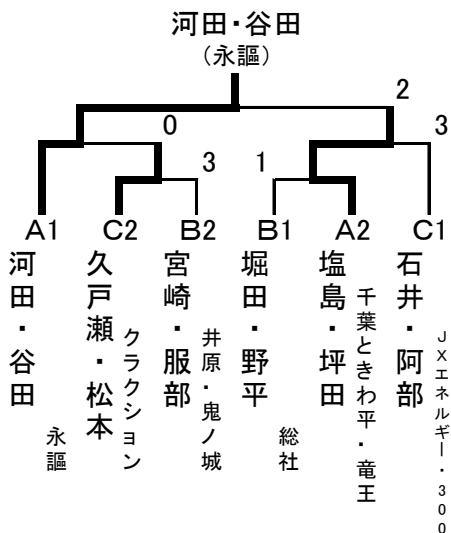 河田・谷田
(永謳)
2
0
3
3
1
A1
C2
B2
B1
A2
C1
河田・谷田
永謳
久戸瀬・松本
クラクション
宮崎・服部
井原・鬼ノ城
堀田・野平
総社
塩島・坪田
千葉ときわ平・竜王
石井・阿部
JXエネルギー・300